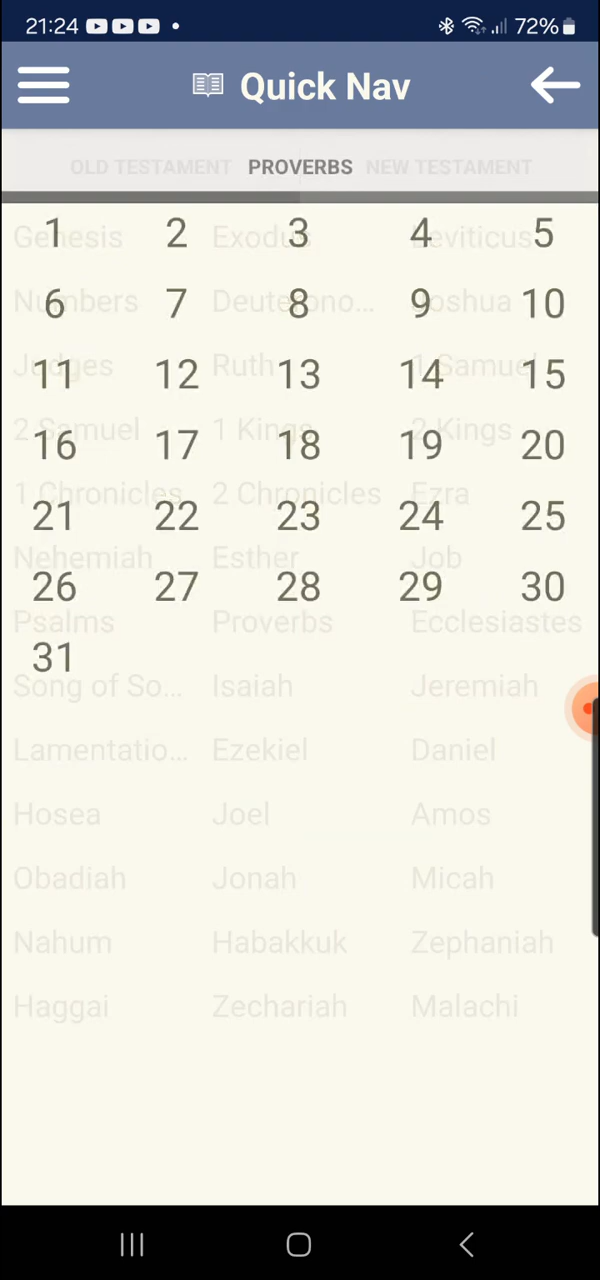 21:24 72%
Quick Nav
OLD TESTAMENT PROVERBS NEW TESTAMENT
1 2 3 4 5
Genesis Exodus Leviticus
6 7 8 9 10
Numbers Deuterono... Joshua
11 12 13 14 15
Judges Ruth 1 Samuel
16 17 18 19 20
2 Samuel 1 Kings 2 Kings
21 22 23 24 25
1 Chronicles 2 Chronicles Ezra
26 27 28 29 30
Nehemiah Esther Job
Psalms Proverbs Ecclesiastes
31
Song of So... Isaiah Jeremiah
Lamentatio... Ezekiel Daniel
Hosea Joel Amos
Obadiah Jonah Micah
Nahum Habakkuk Zephaniah
Haggai Zechariah Malachi